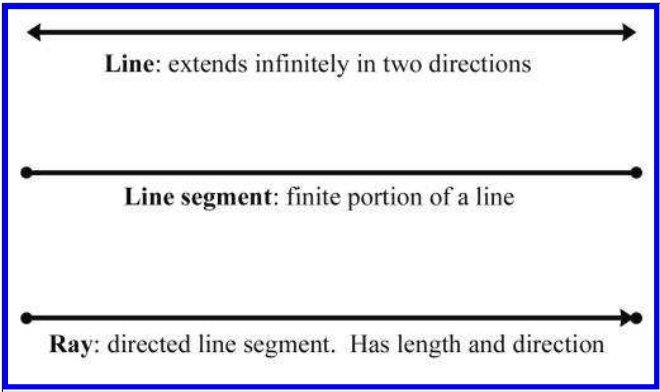 Line: extends infinitely in two directions
Line segment: finite portion of a line
Ray: directed line segment.  Has length and direction